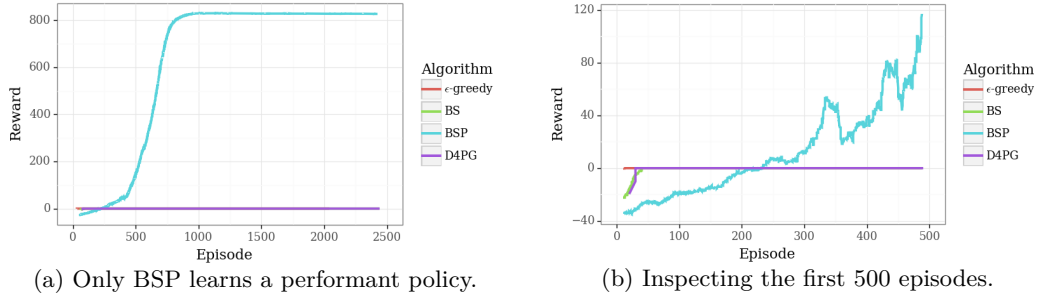 800
600
400
200
0
Reward
0
500
1000
1500
2000
2500
Episode
Algorithm
ϵ-greedy
BS
BSP
D4PG
(a) Only BSP learns a performant policy.
120
80
40
0
−40
Reward
0
100
200
300
400
500
Episode
Algorithm
ϵ-greedy
BS
BSP
D4PG
(b) Inspecting the first 500 episodes.